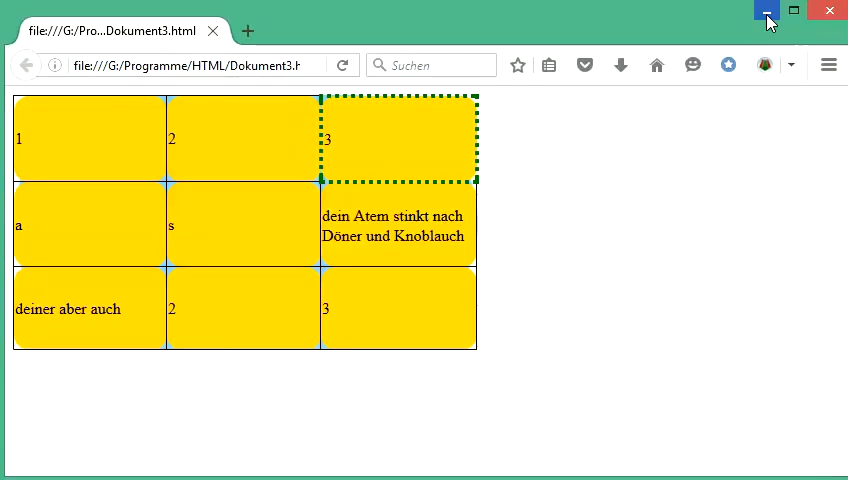 file:///G:/Pro...Dokument3.html
file:///G:/Programme/HTML/Dokument3.h
Suchen
1 2 3
a s dein Atem stinkt nach
Döner und Knoblauch
deiner aber auch 2 3